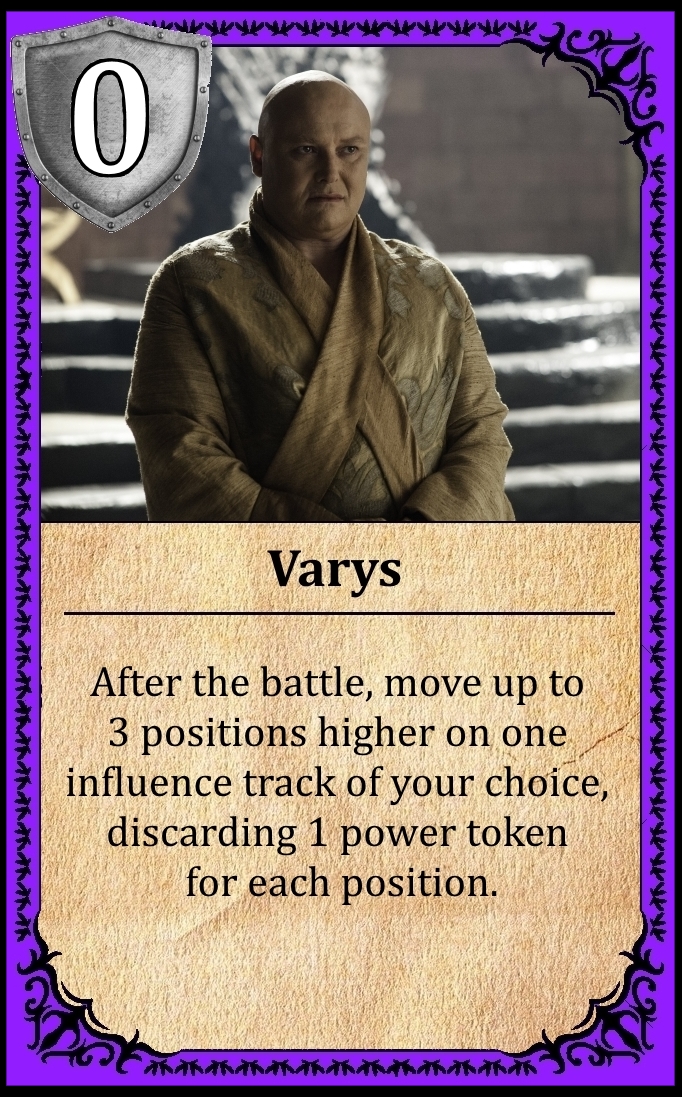 0
Varys
After the battle, move up to
3 positions higher on one
influence track of your choice,
discarding 1 power token
for each position.